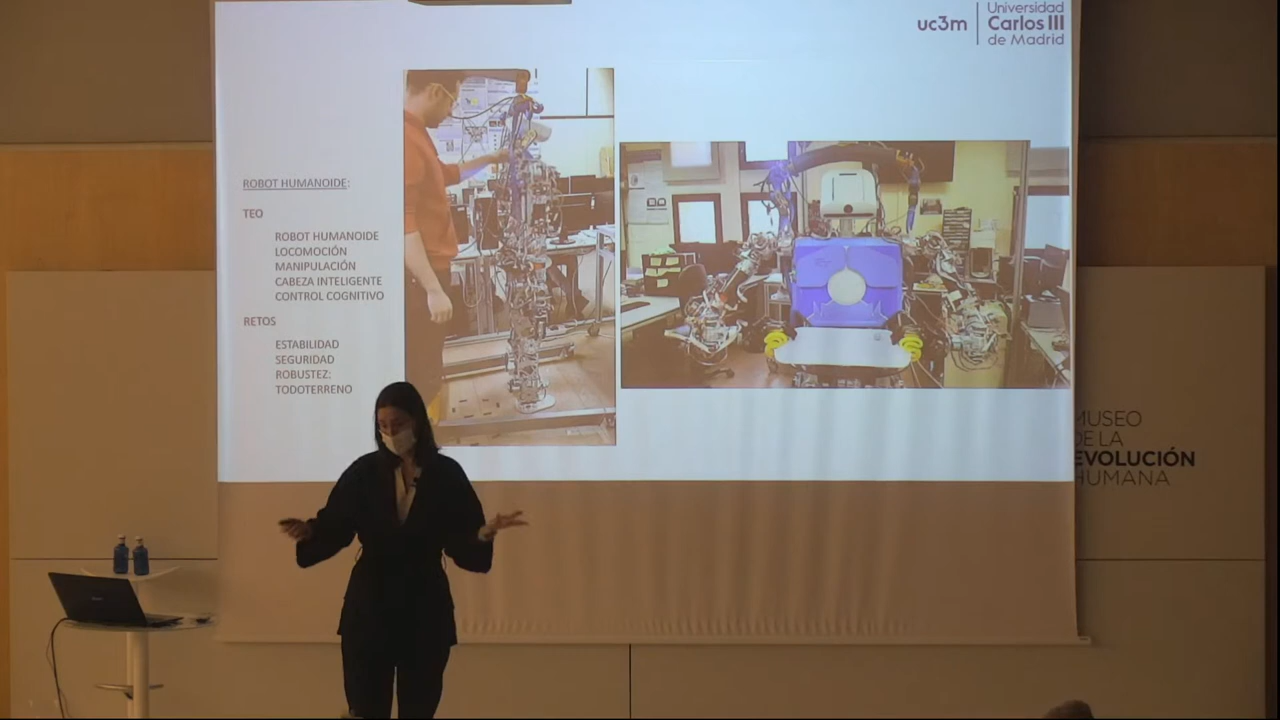 uc3m
Universidad
Carlos III
de Madrid
ROBOT HUMANOIDE:
TEO
ROBOT HUMANOIDE
LOCOMOCIÓN
MANIPULACIÓN
CABEZA INTELIGENTE
CONTROL COGNITIVO
RETOS
ESTABILIDAD
SEGURIDAD
ROBUSTEZ:
TODOTERRENO
MUSEO
DE LA
EVOLUCIÓN
HUMANA